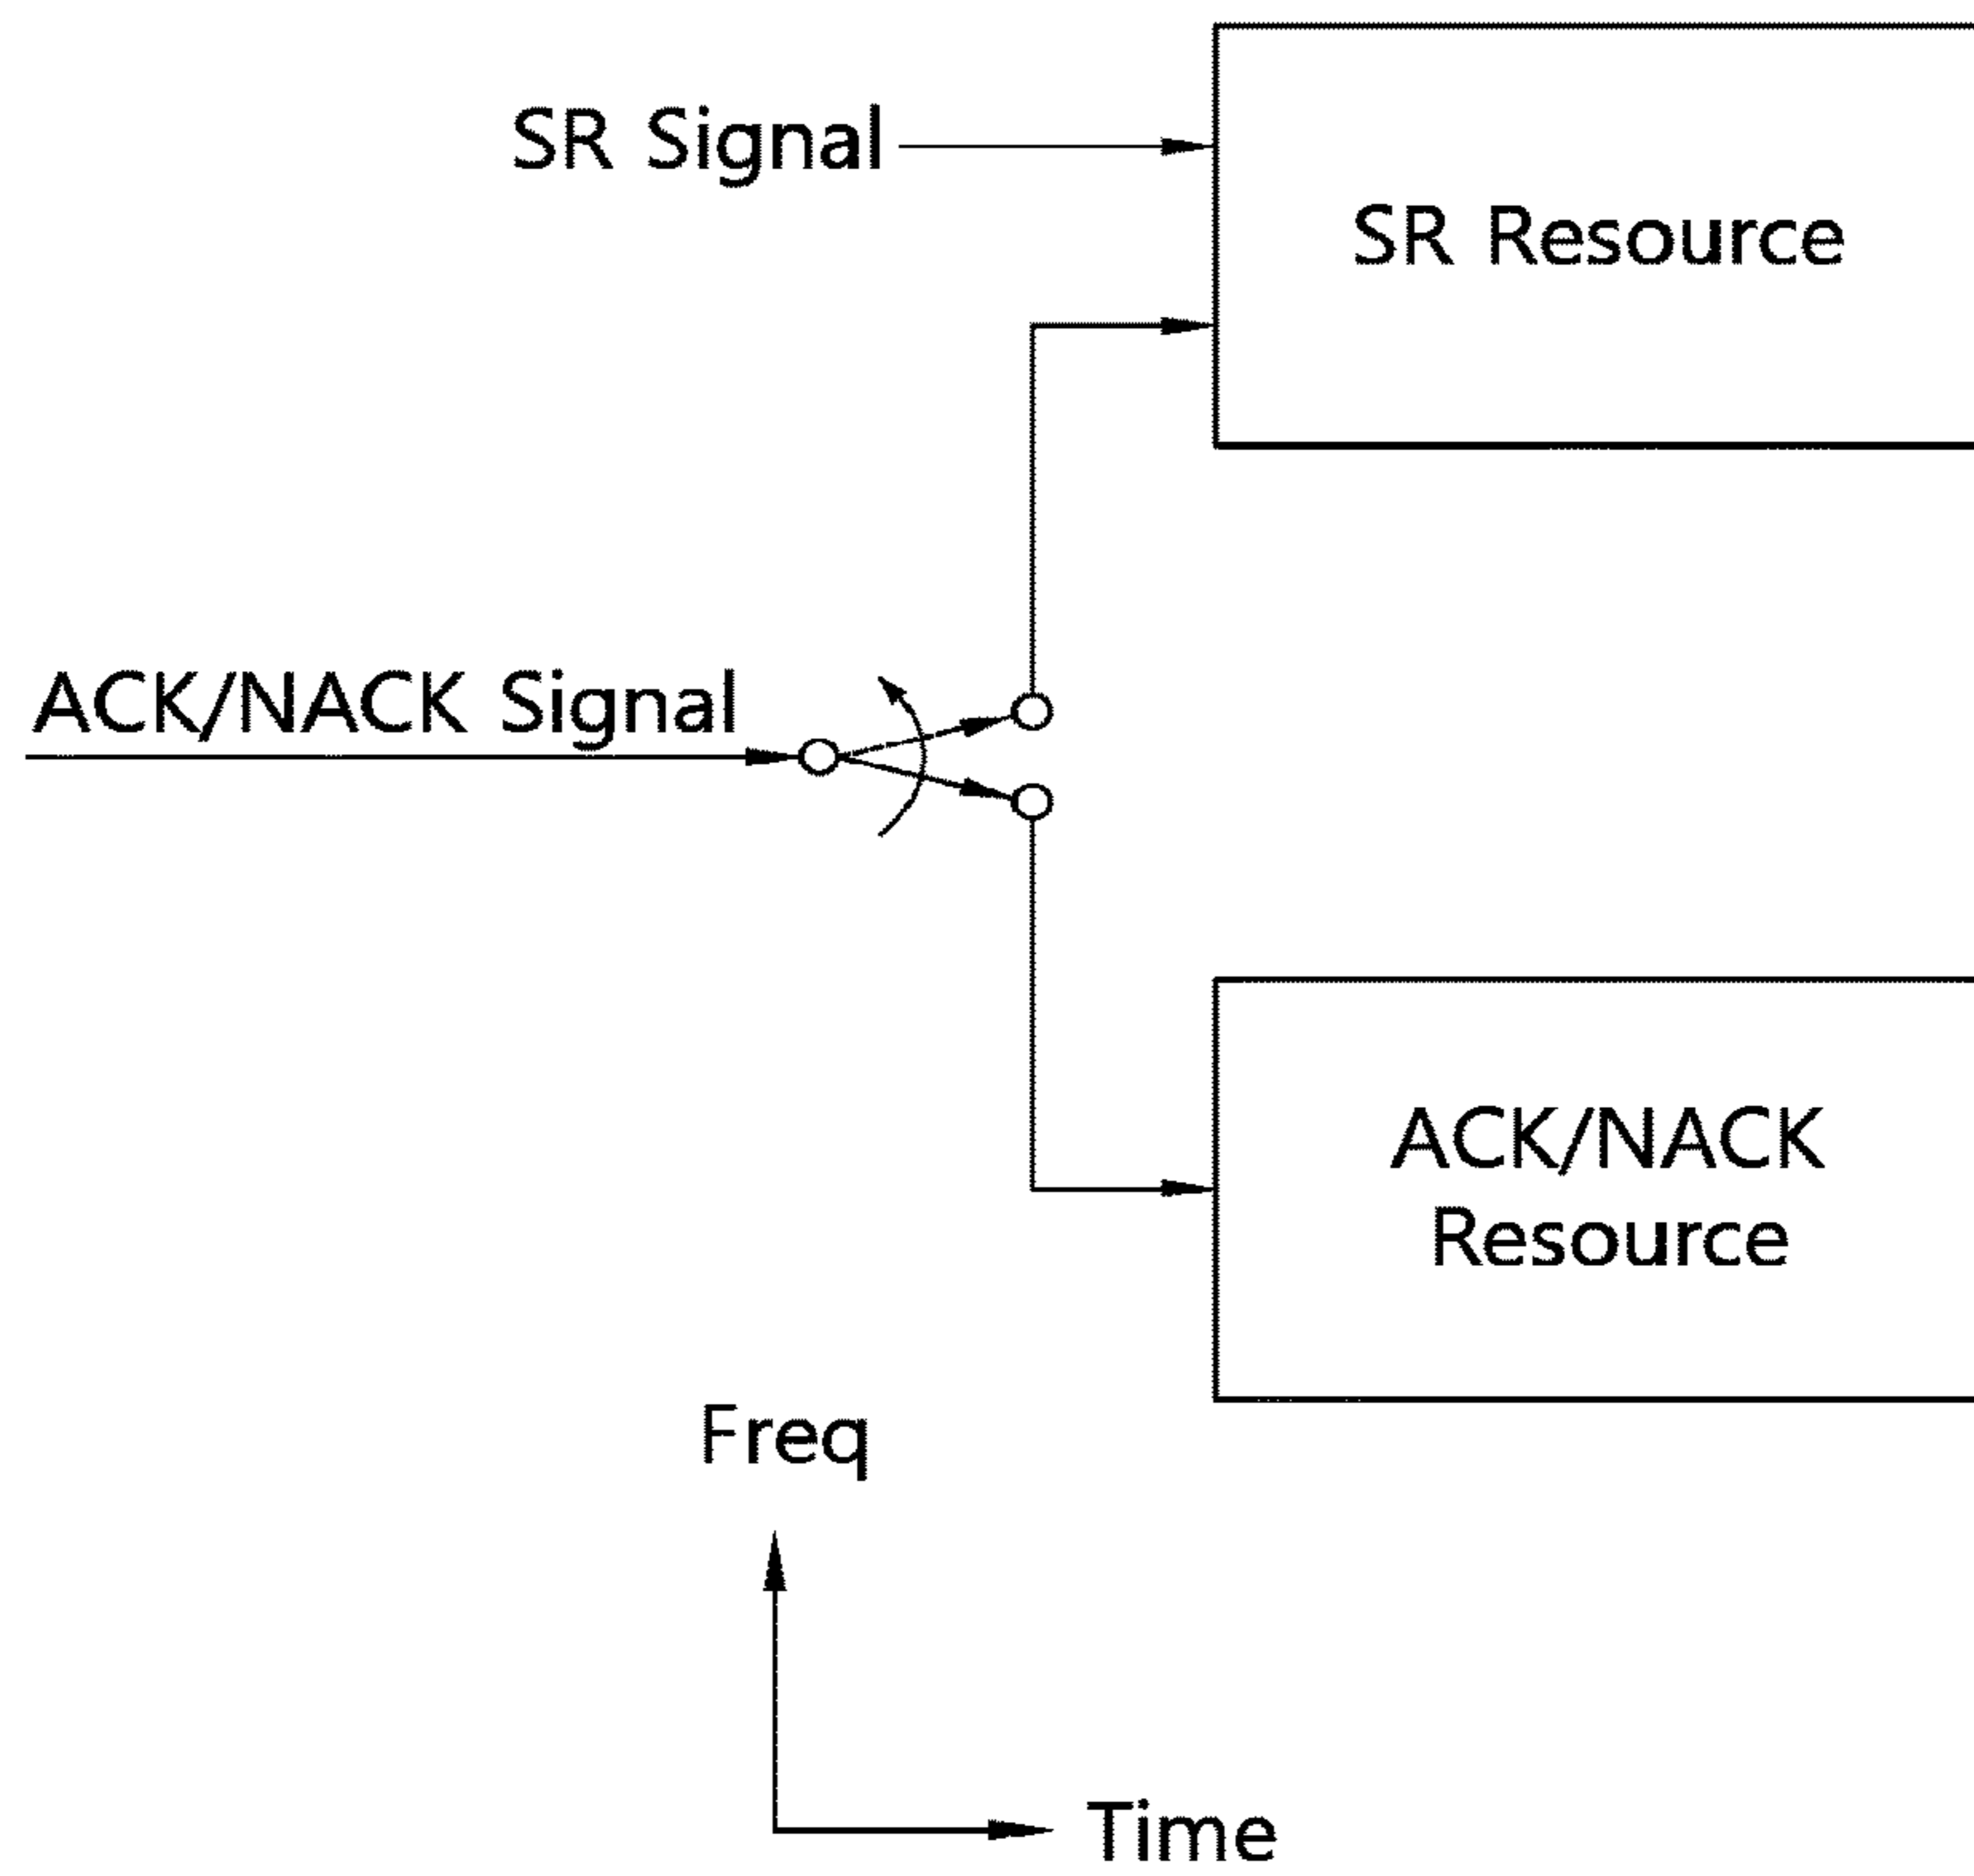 SR Signal
SR Resource
ACK/NACK Signal
ACK/NACK
Resource
Freq
Time